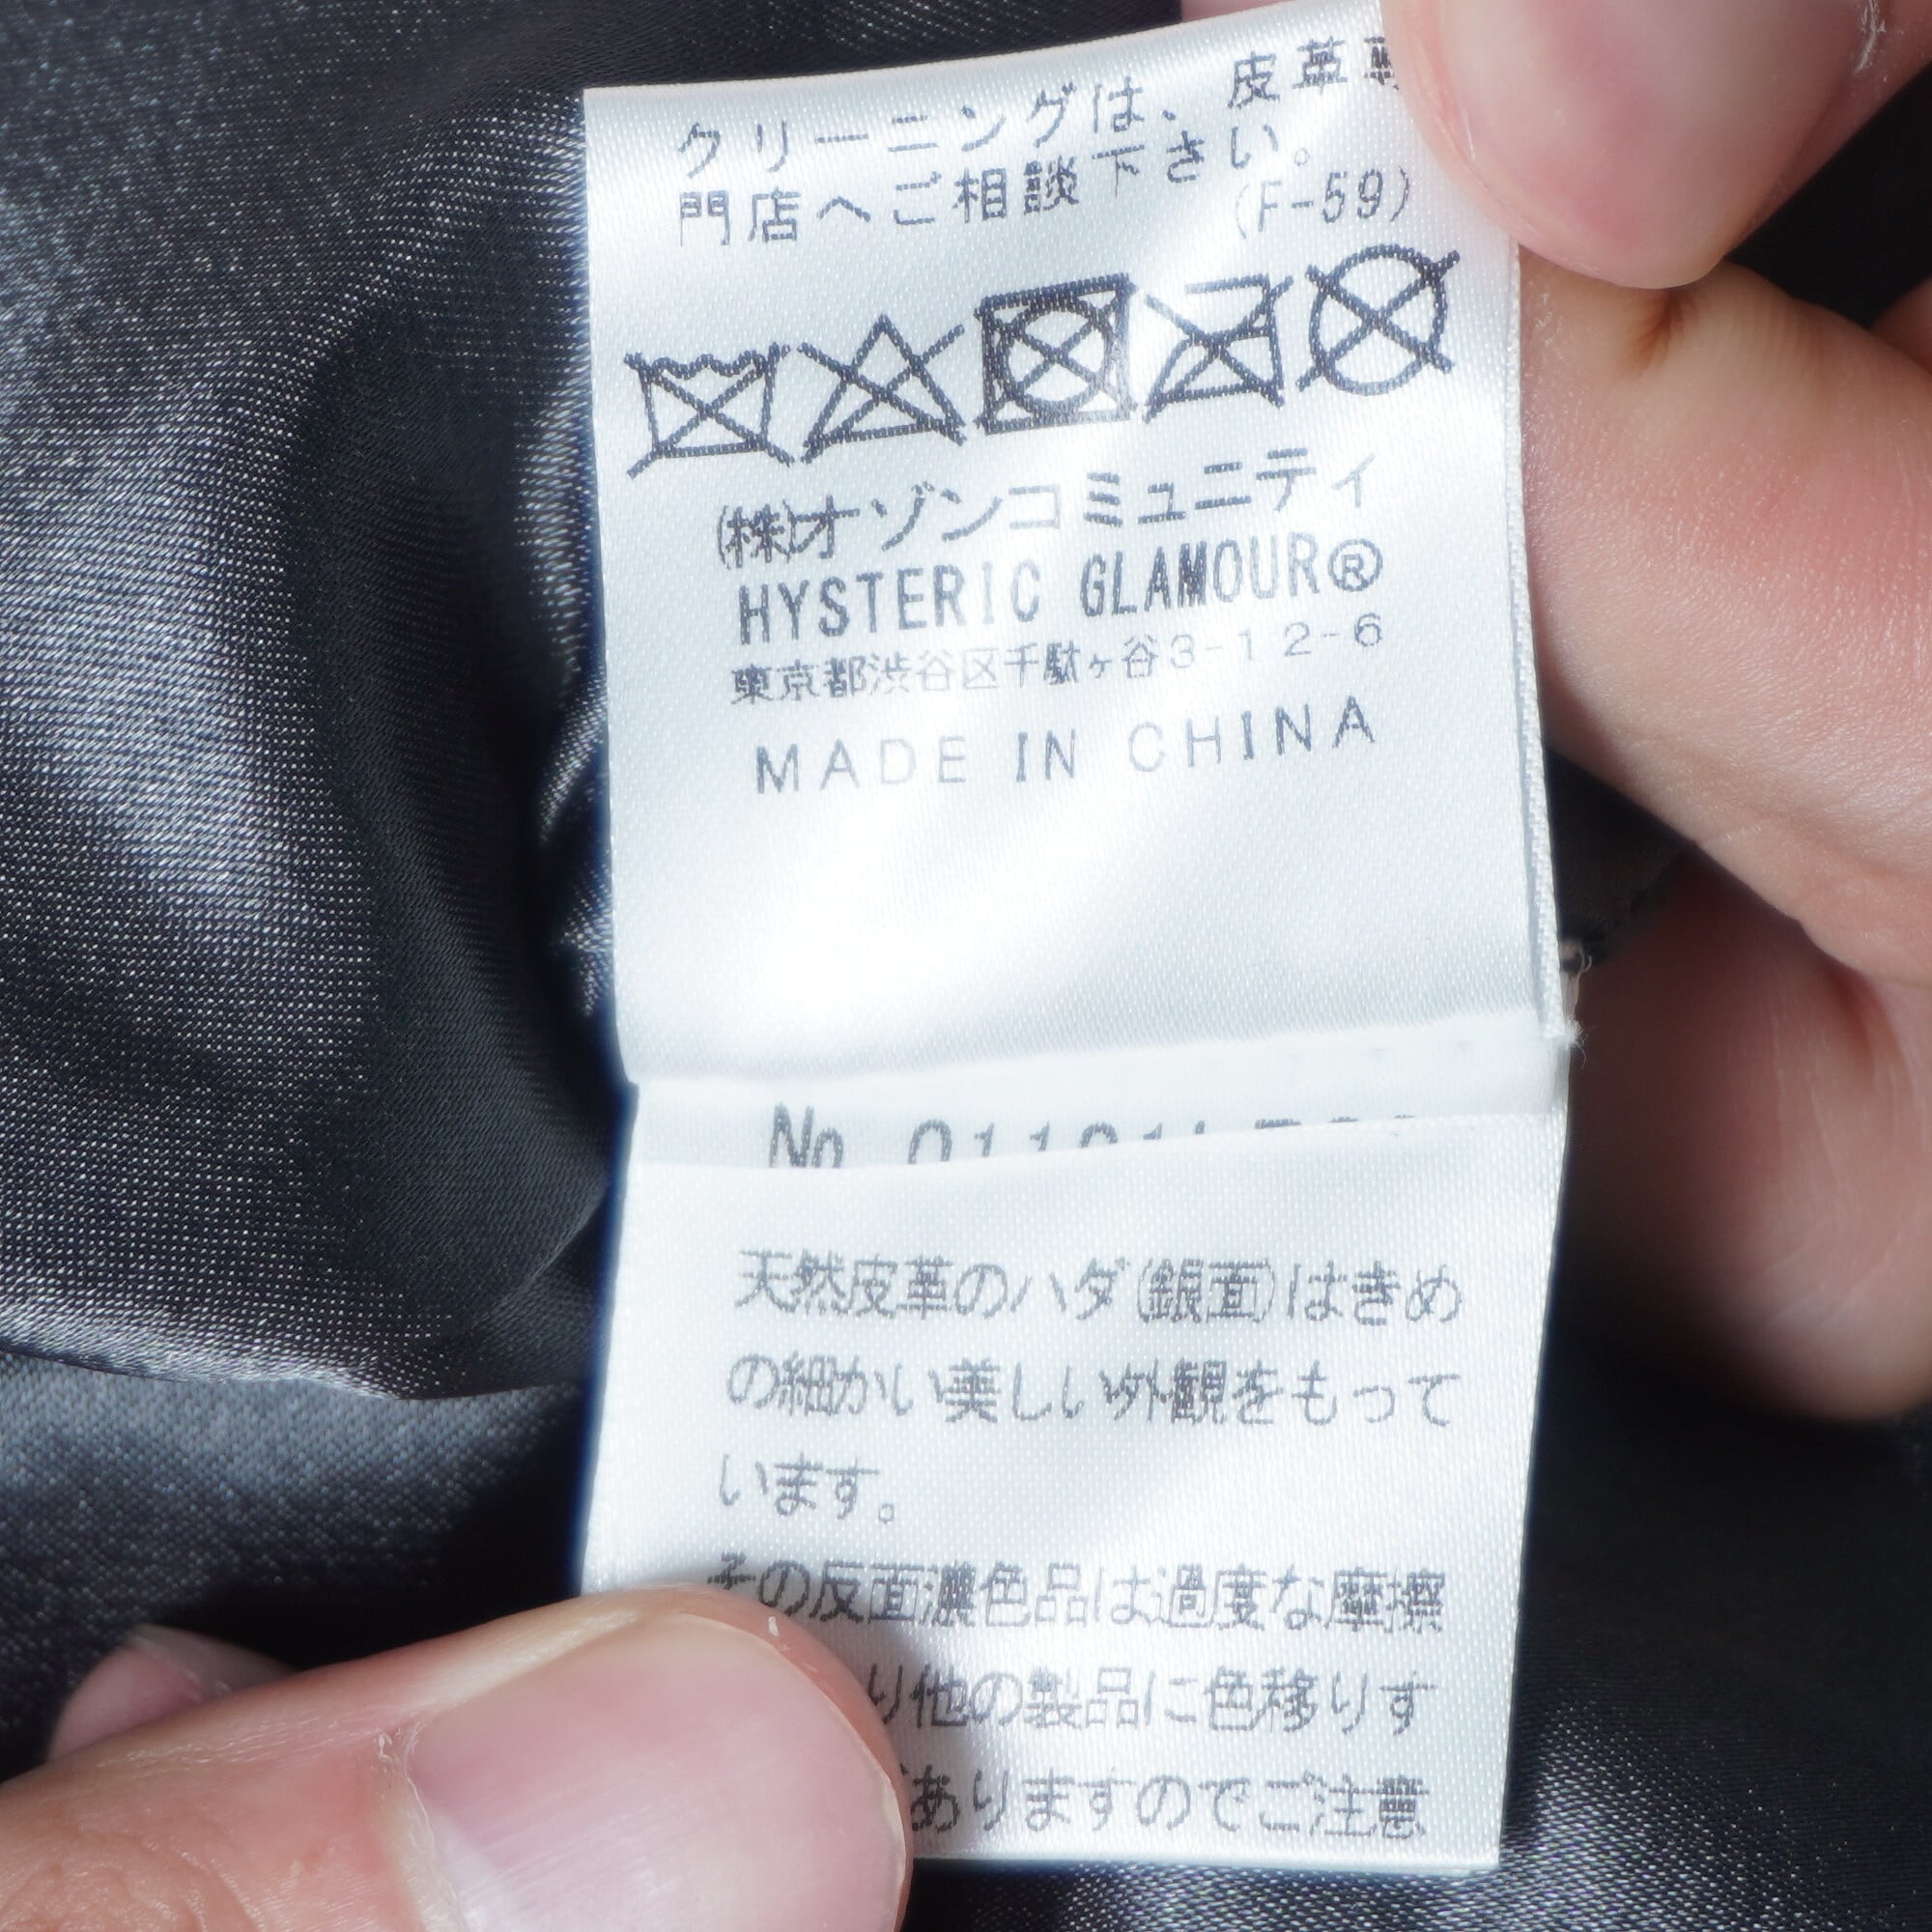 クリーニングは、皮革専
門店へご相談下さい。
(F-59)
㈱オゾンコミュニティ
HYSTERIC GLAMOUR®
東京都渋谷区千駄ヶ谷3-12-6
MADE IN CHINA
No
天然皮革のハダ(銀面)はきめ
の細かい美しい外観をもって
います。
その反面濃色品は過度な摩擦
り他の製品に色移りす
ありますのでご注意